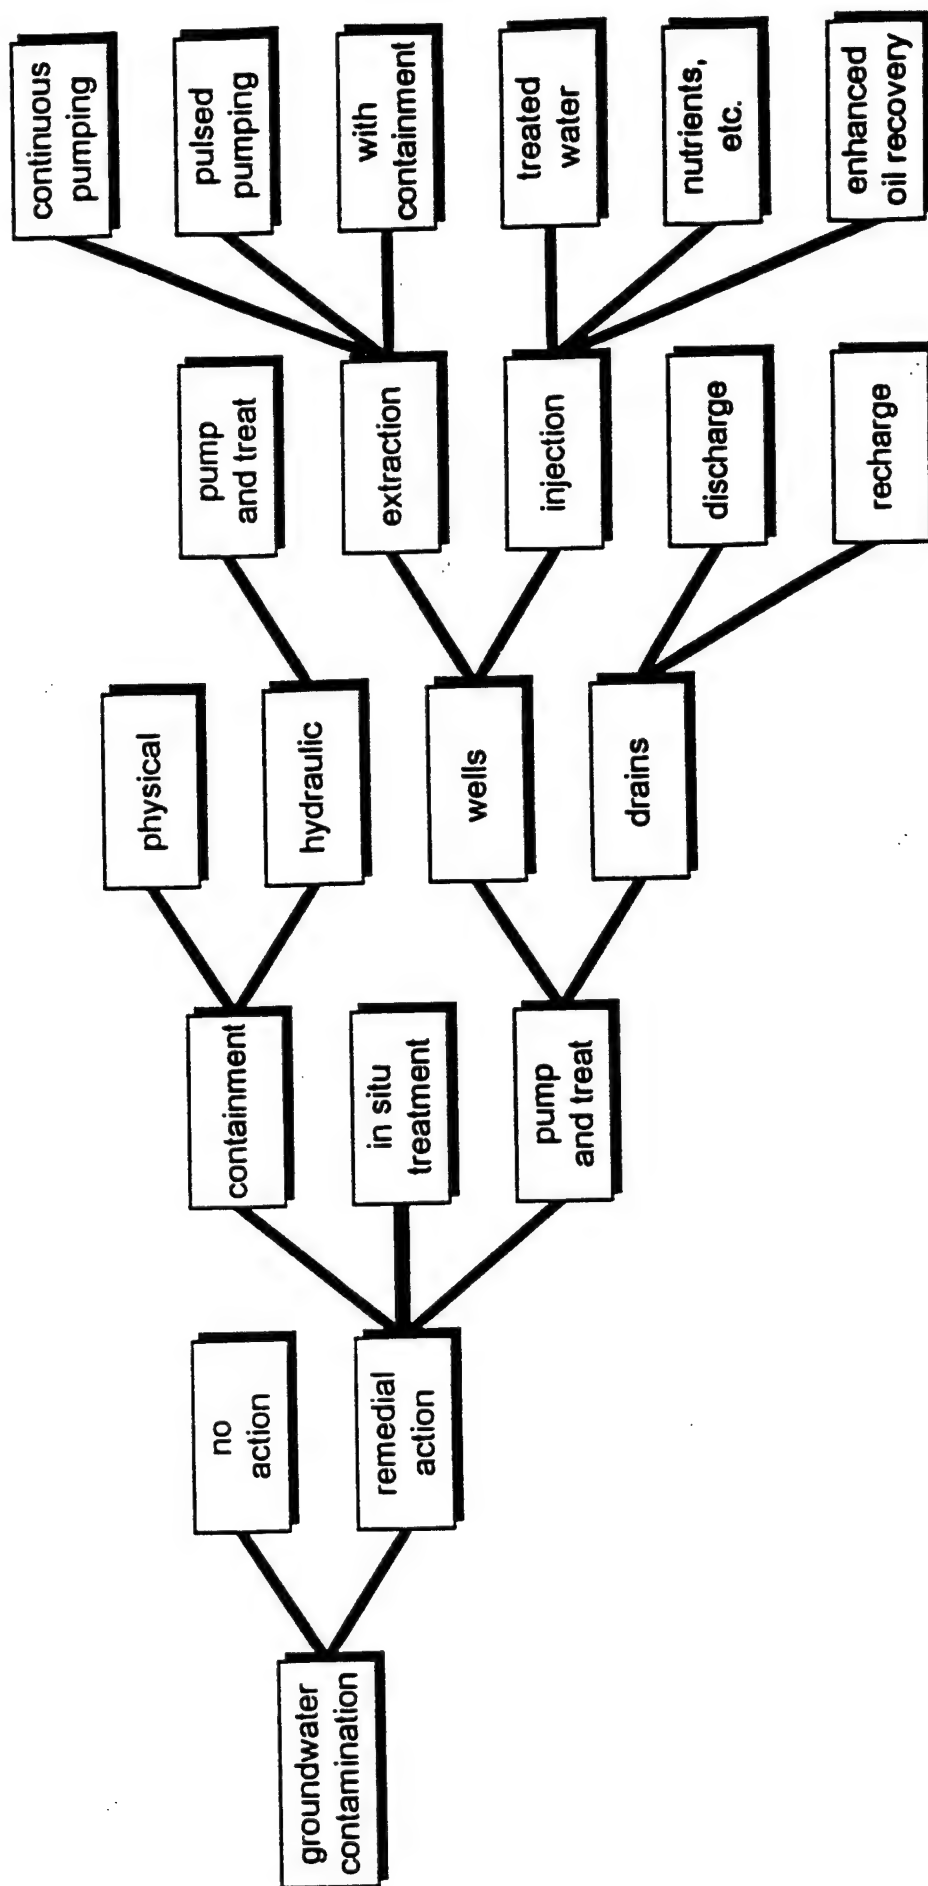 groundwater
contamination
no
action
remedial
action
containment
in situ
treatment
pump
and treat
physical
hydraulic
wells
drains
pump
and treat
extraction
injection
discharge
recharge
continuous
pumping
pulsed
pumping
with
containment
treated
water
nutrients,
etc.
enhanced
oil recovery